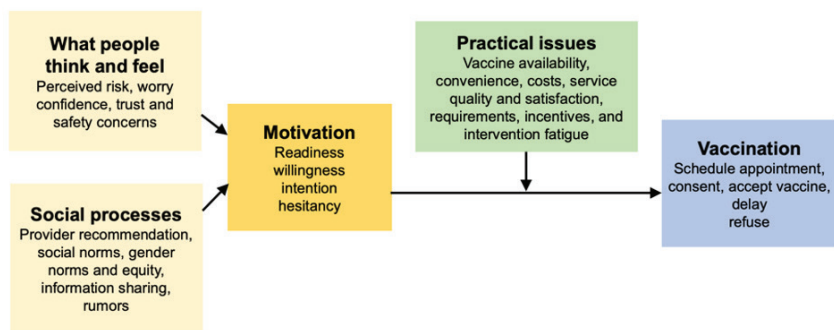 What people
think and feel
Perceived risk, worry
confidence, trust and
safety concerns
Social processes
Provider recommendation,
social norms, gender
norms and equity,
information sharing,
rumors
Motivation
Readiness
willingness
intention
hesitancy
Practical issues
Vaccine availability,
convenience, costs, service
quality and satisfaction,
requirements, incentives, and
intervention fatigue
Vaccination
Schedule appointment,
consent, accept vaccine,
delay
refuse